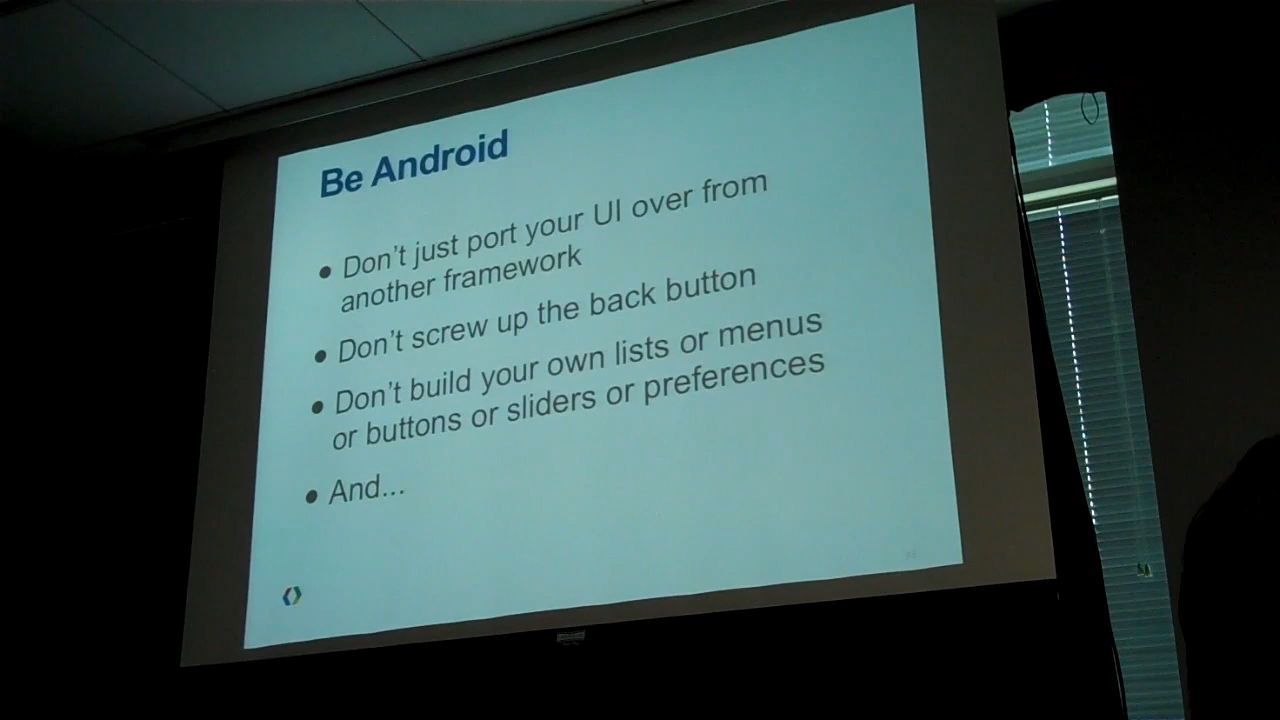 Be Android
• Don't just port your UI over from
another framework
• Don't screw up the back button
• Don't build your own lists or menus
or buttons or sliders or preferences
• And...